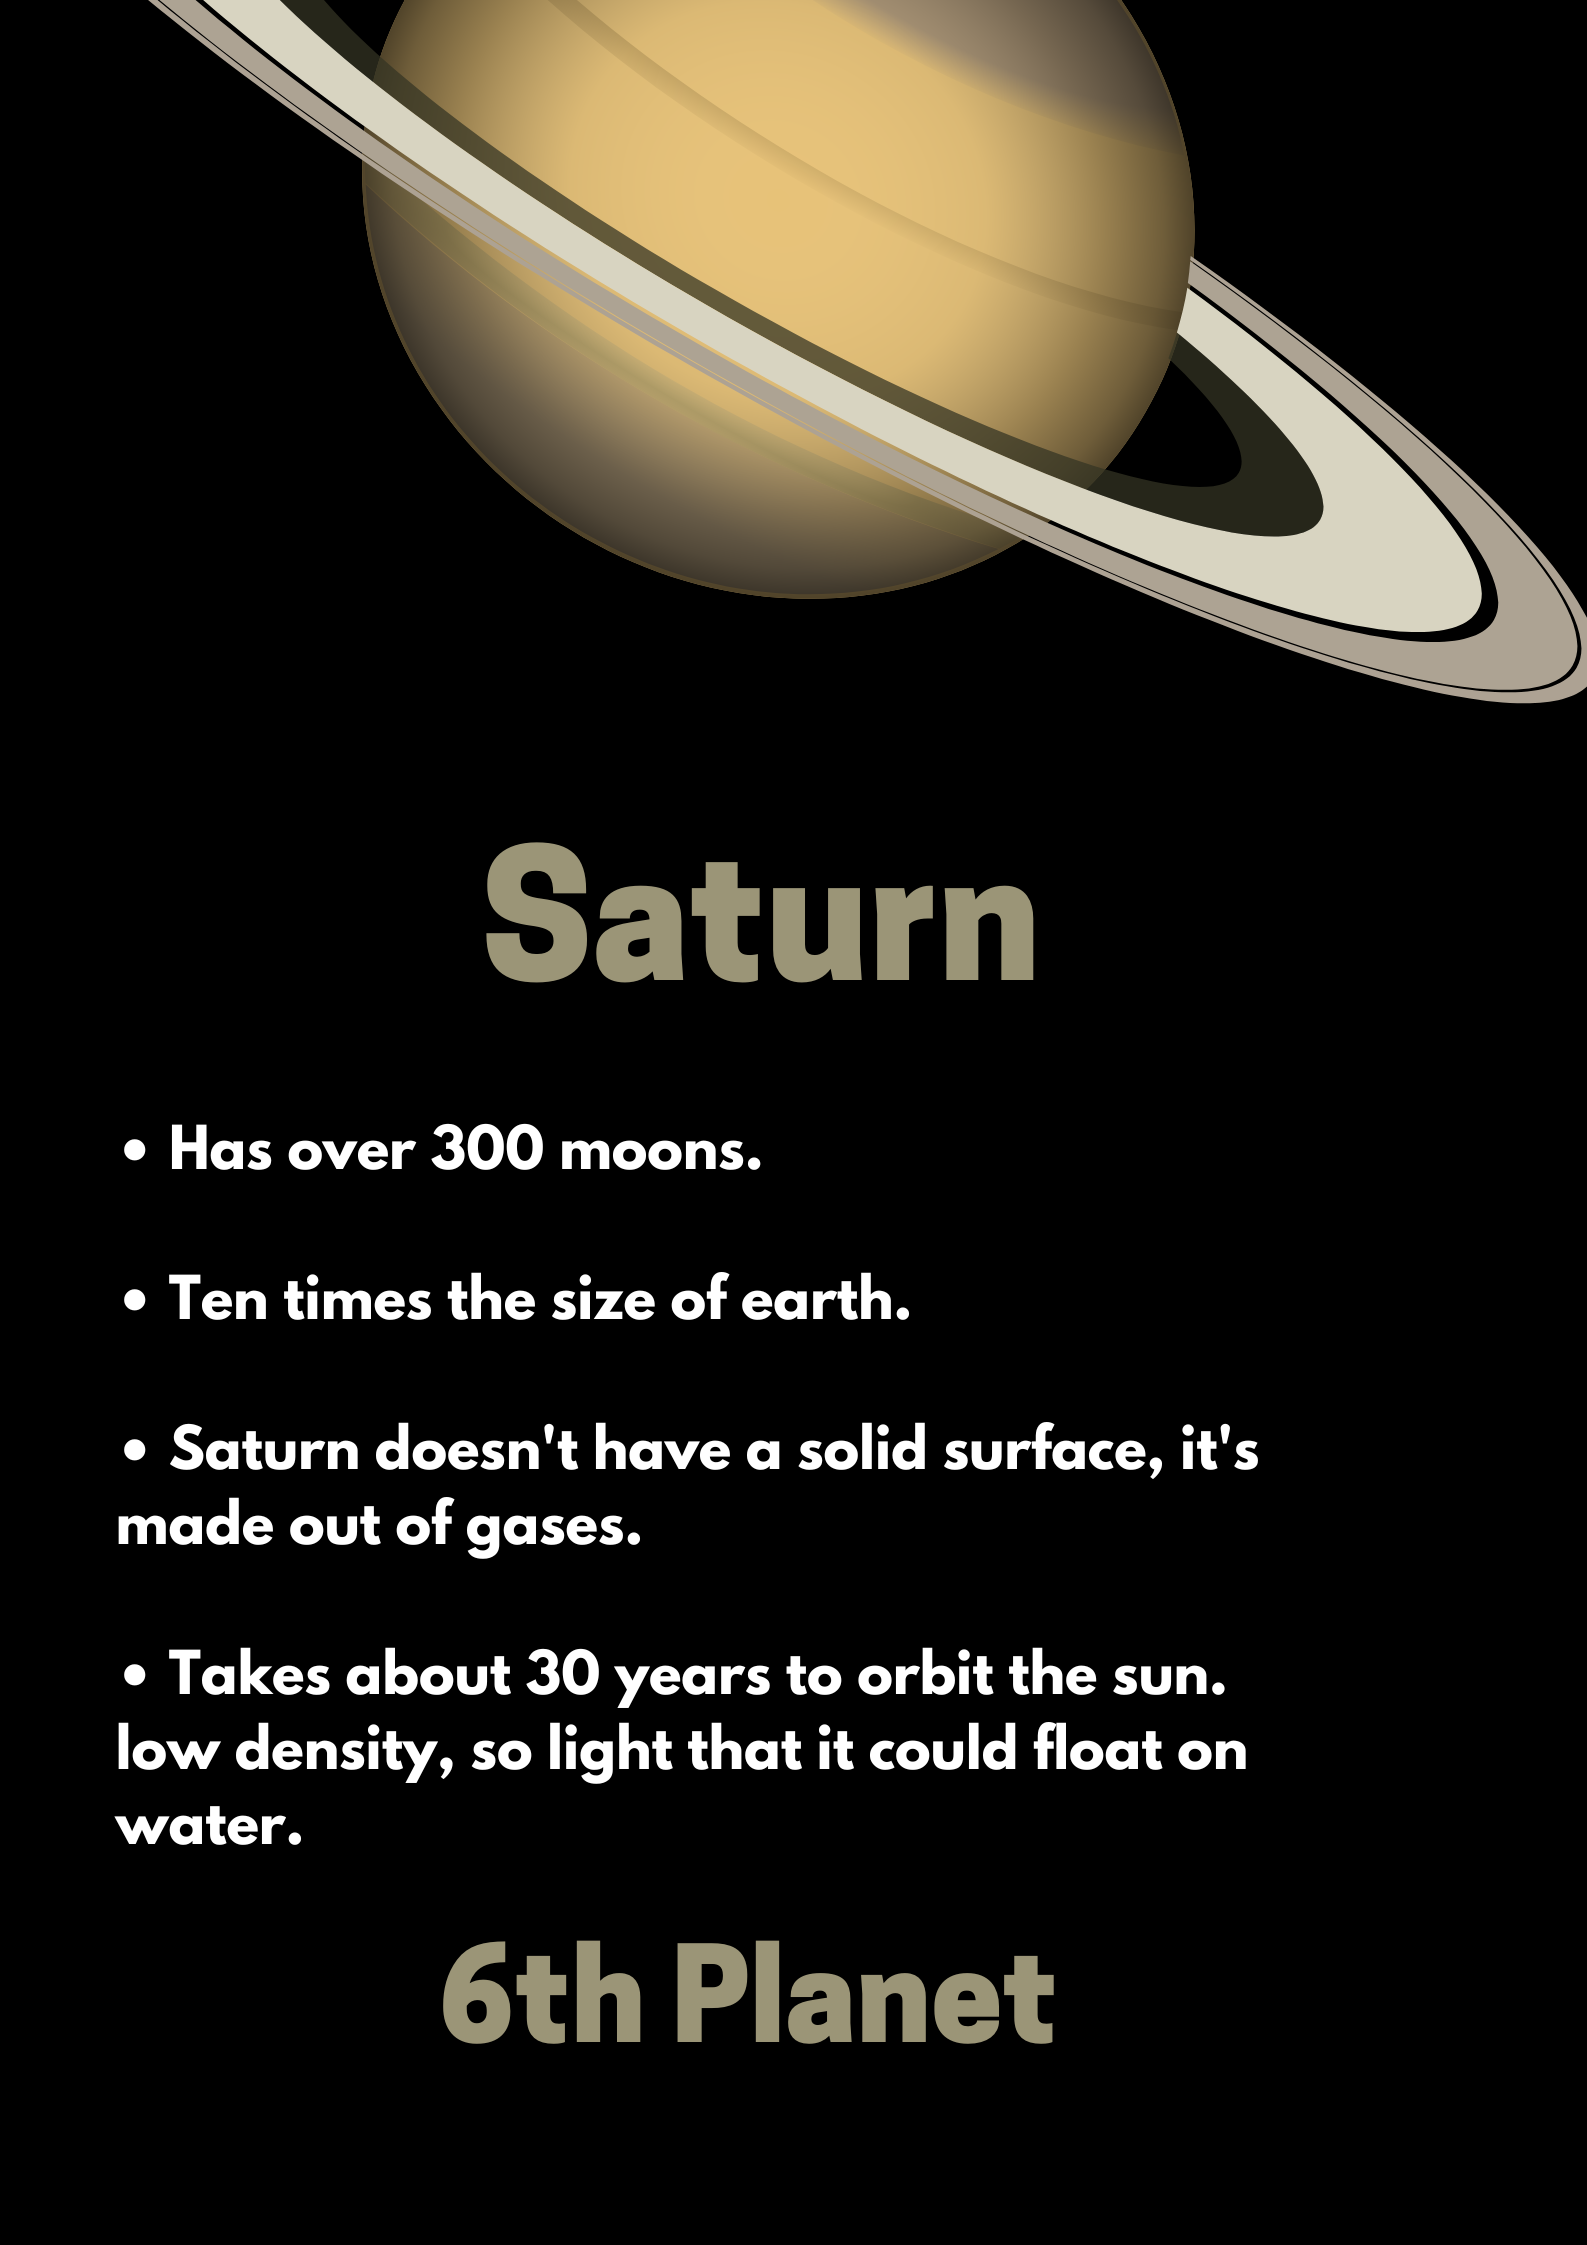 Saturn
• Has over 300 moons.
• Ten times the size of earth.
• Saturn doesn't have a solid surface, it's
made out of gases.
• Takes about 30 years to orbit the sun.
low density, so light that it could float on
water.
6th Planet